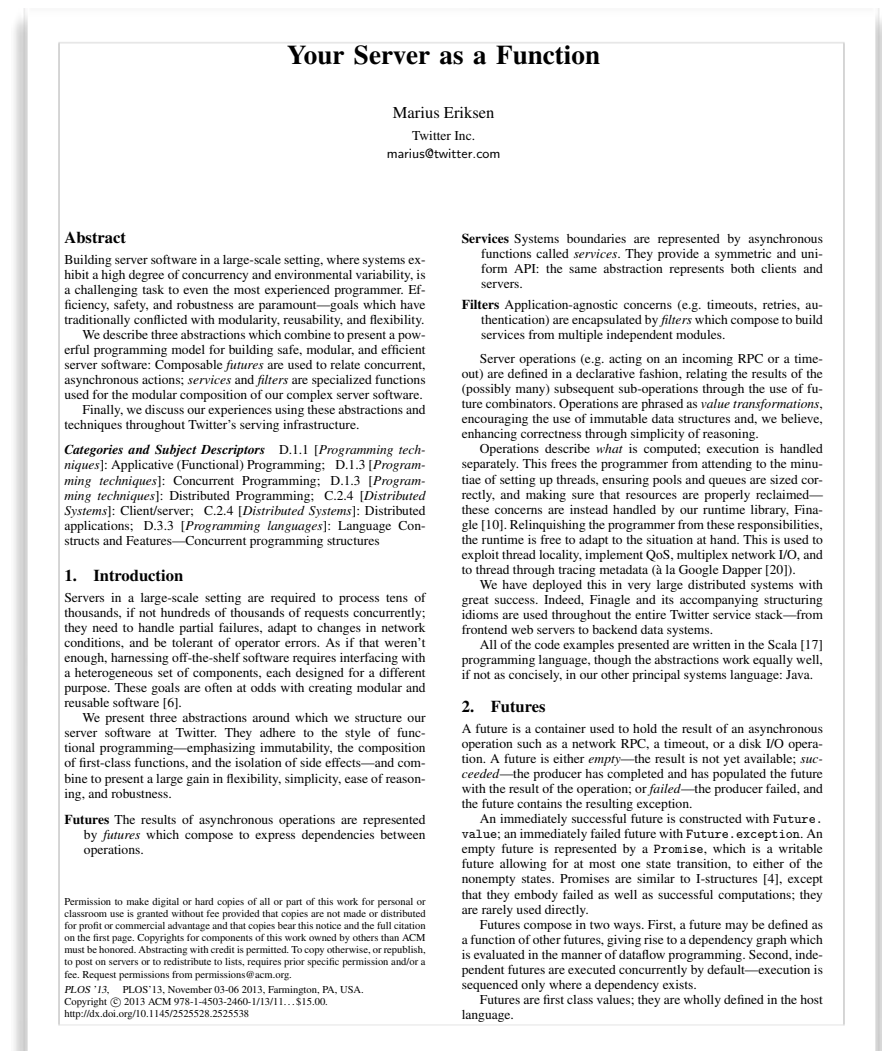 Your Server as a Function
Marius Eriksen
Twitter Inc.
marius@twitter.com
Abstract
Building server software in a large-scale setting, where systems ex-
hibit a high degree of concurrency and environmental variability, is
a challenging task to even the most experienced programmer. Ef-
ficiency, safety, and robustness are paramount—goals which have
traditionally conflicted with modularity, reusability, and flexibility.
We describe three abstractions which combine to present a pow-
erful programming model for building safe, modular, and efficient
server software: Composable futures are used to relate concurrent,
asynchronous actions; services and filters are specialized functions
used for the modular composition of our complex server software.
Finally, we discuss our experiences using these abstractions and
techniques throughout Twitter's serving infrastructure.
Categories and Subject Descriptors D.1.1 [Programming tech-
niques]: Applicative (Functional) Programming; D.1.3 [Program-
ming techniques]: Concurrent Programming; D.1.3 [Program-
ming techniques]: Distributed Programming; C.2.4 [Distributed
Systems]: Client/server; C.2.4 [Distributed Systems]: Distributed
applications; D.3.3 [Programming languages]: Language Con-
structs and Features—Concurrent programming structures
1. Introduction
Servers in a large-scale setting are required to process tens of
thousands, if not hundreds of thousands of requests concurrently;
they need to handle partial failures, adapt to changes in network
conditions, and be tolerant of operator errors. As if that weren't
enough, harnessing off-the-shelf software requires interfacing with
a heterogeneous set of components, each designed for a different
purpose. These goals are often at odds with creating modular and
reusable software [6].
We present three abstractions around which we structure our
server software at Twitter. They adhere to the style of func-
tional programming—emphasizing immutability, the composition
of first-class functions, and the isolation of side effects—and com-
bine to present a large gain in flexibility, simplicity, ease of reason-
ing, and robustness.
Futures The results of asynchronous operations are represented
by futures which compose to express dependencies between
operations.
Permission to make digital or hard copies of all or part of this work for personal or
classroom use is granted without fee provided that copies are not made or distributed
for profit or commercial advantage and that copies bear this notice and the full citation
on the first page. Copyrights for components of this work owned by others than ACM
must be honored. Abstracting with credit is permitted. To copy otherwise, or republish,
to post on servers or to redistribute to lists, requires prior specific permission and/or a
fee. Request permissions from permissions@acm.org.
PLOS '13, PLOS'13, November 03-06 2013, Farmington, PA, USA.
Copyright © 2013 ACM 978-1-4503-2460-1/13/11...$15.00.
http://dx.doi.org/10.1145/2525528.2525538
Services Systems boundaries are represented by asynchronous
functions called services. They provide a symmetric and uni-
form API: the same abstraction represents both clients and
servers.
Filters Application-agnostic concerns (e.g. timeouts, retries, au-
thentication) are encapsulated by filters which compose to build
services from multiple independent modules.
Server operations (e.g. acting on an incoming RPC or a time-
out) are defined in a declarative fashion, relating the results of the
(possibly many) subsequent sub-operations through the use of fu-
ture combinators. Operations are phrased as value transformations,
encouraging the use of immutable data structures and, we believe,
enhancing correctness through simplicity of reasoning.
Operations describe what is computed; execution is handled
separately. This frees the programmer from attending to the minu-
tiae of setting up threads, ensuring pools and queues are sized cor-
rectly, and making sure that resources are properly reclaimed—
these concerns are instead handled by our runtime library, Fina-
gle [10]. Relinquishing the programmer from these responsibilities,
the runtime is free to adapt to the situation at hand. This is used to
exploit thread locality, implement QoS, multiplex network I/O, and
to thread through tracing metadata (à la Google Dapper [20]).
We have deployed this in very large distributed systems with
great success. Indeed, Finagle and its accompanying structuring
idioms are used throughout the entire Twitter service stack—from
frontend web servers to backend data systems.
All of the code examples presented are written in the Scala [17]
programming language, though the abstractions work equally well,
if not as concisely, in our other principal systems language: Java.
2. Futures
A future is a container used to hold the result of an asynchronous
operation such as a network RPC, a timeout, or a disk I/O opera-
tion. A future is either empty—the result is not yet available; suc-
ceeded—the producer has completed and has populated the future
with the result of the operation; or failed—the producer failed, and
the future contains the resulting exception.
An immediately successful future is constructed with Future.
value; an immediately failed future with Future.exception. An
empty future is represented by a Promise, which is a writable
future allowing for at most one state transition, to either of the
nonempty states. Promises are similar to I-structures [4], except
that they embody failed as well as successful computations; they
are rarely used directly.
Futures compose in two ways. First, a future may be defined as
a function of other futures, giving rise to a dependency graph which
is evaluated in the manner of dataflow programming. Second, inde-
pendent futures are executed concurrently by default—execution is
sequenced only where a dependency exists.
Futures are first class values; they are wholly defined in the host
language.